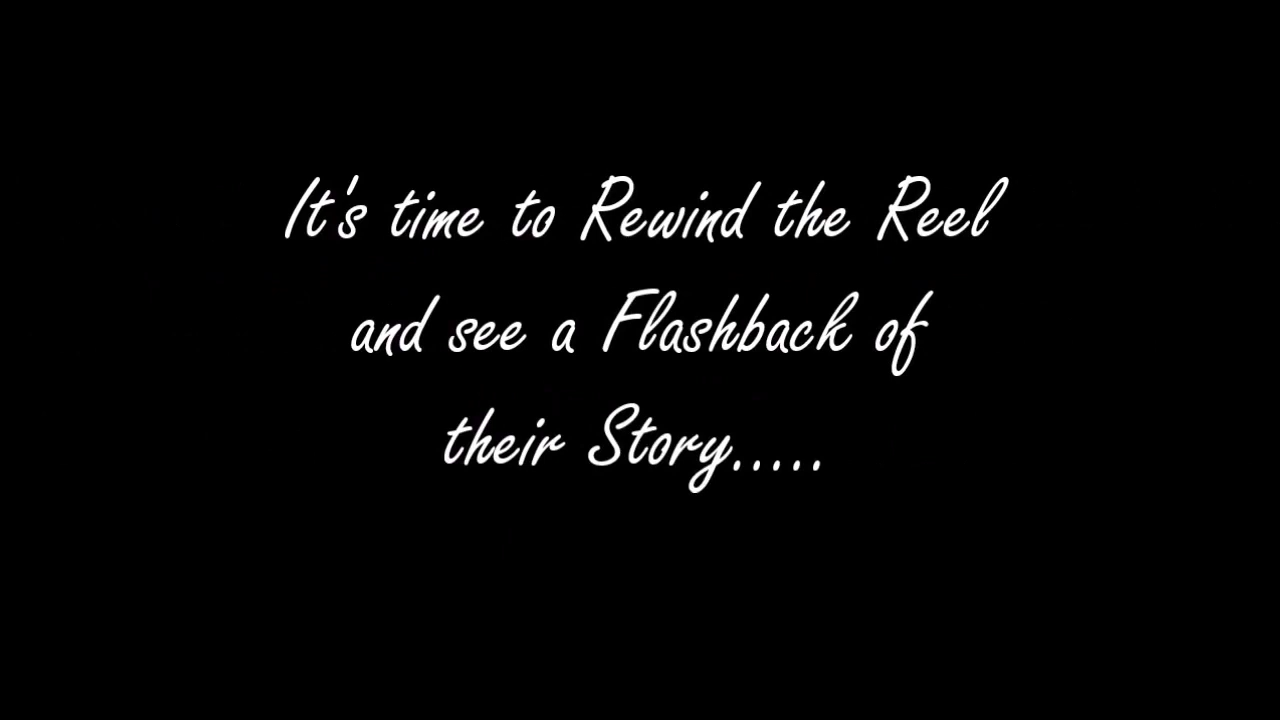 It's time to Rewind the Reel
and see a Flashback of
their Story.....